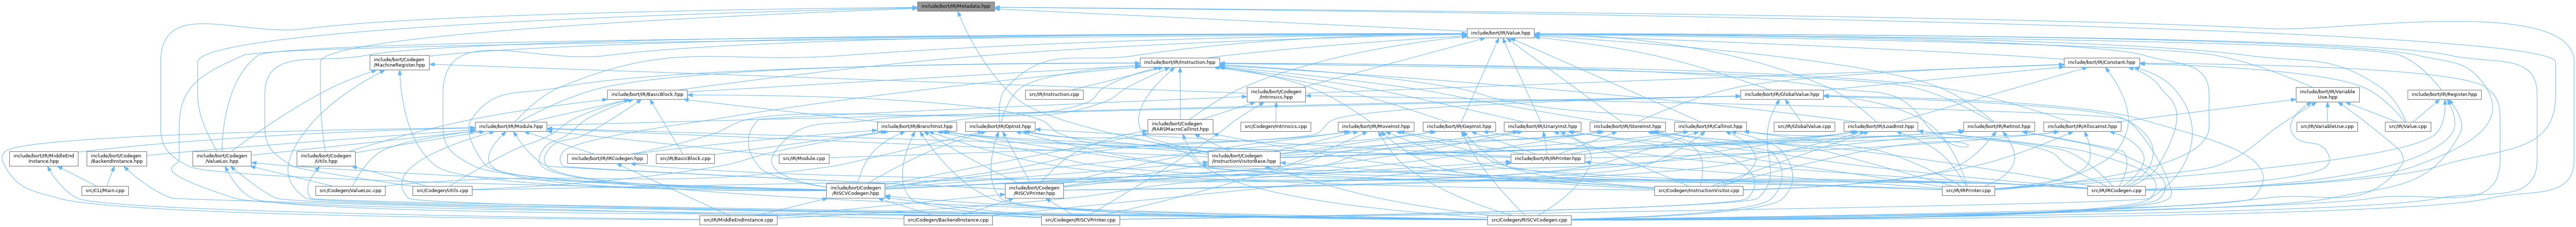 include/bort/IR/Metadata.hpp
include/bort/IR/Value.hpp
include/bort/Codegen
/MachineRegister.hpp
include/bort/IR/Instruction.hpp
include/bort/IR/Constant.hpp
include/bort/IR/BasicBlock.hpp
src/IR/Instruction.cpp
include/bort/Codegen
/Intrinsics.hpp
include/bort/IR/GlobalValue.hpp
include/bort/IR/Variable
Use.hpp
include/bort/IR/Register.hpp
include/bort/IR/Module.hpp
include/bort/IR/BranchInst.hpp
include/bort/IR/OpInst.hpp
include/bort/Codegen
/RARSMacroCallInst.hpp
src/Codegen/Intrinsics.cpp
include/bort/IR/MoveInst.hpp
include/bort/IR/GepInst.hpp
include/bort/IR/UnaryInst.hpp
include/bort/IR/StoreInst.hpp
include/bort/IR/CallInst.hpp
src/IR/GlobalValue.cpp
include/bort/IR/LoadInst.hpp
include/bort/IR/RetInst.hpp
include/bort/IR/AllocaInst.hpp
src/IR/VariableUse.cpp
src/IR/Value.cpp
include/bort/IR/MiddleEnd
Instance.hpp
include/bort/Codegen
/BackendInstance.hpp
include/bort/Codegen
/ValueLoc.hpp
include/bort/Codegen
/Utils.hpp
include/bort/IR/IRCodegen.hpp
src/IR/BasicBlock.cpp
src/IR/Module.cpp
include/bort/Codegen
/InstructionVisitorBase.hpp
include/bort/IR/IRPrinter.hpp
src/CLI/Main.cpp
src/Codegen/ValueLoc.cpp
src/Codegen/Utils.cpp
include/bort/Codegen
/RISCVCodegen.hpp
include/bort/Codegen
/RISCVPrinter.hpp
src/Codegen/InstructionVisitor.cpp
src/IR/IRPrinter.cpp
src/IR/IRCodegen.cpp
src/IR/MiddleEndInstance.cpp
src/Codegen/BackendInstance.cpp
src/Codegen/RISCVPrinter.cpp
src/Codegen/RISCVCodegen.cpp